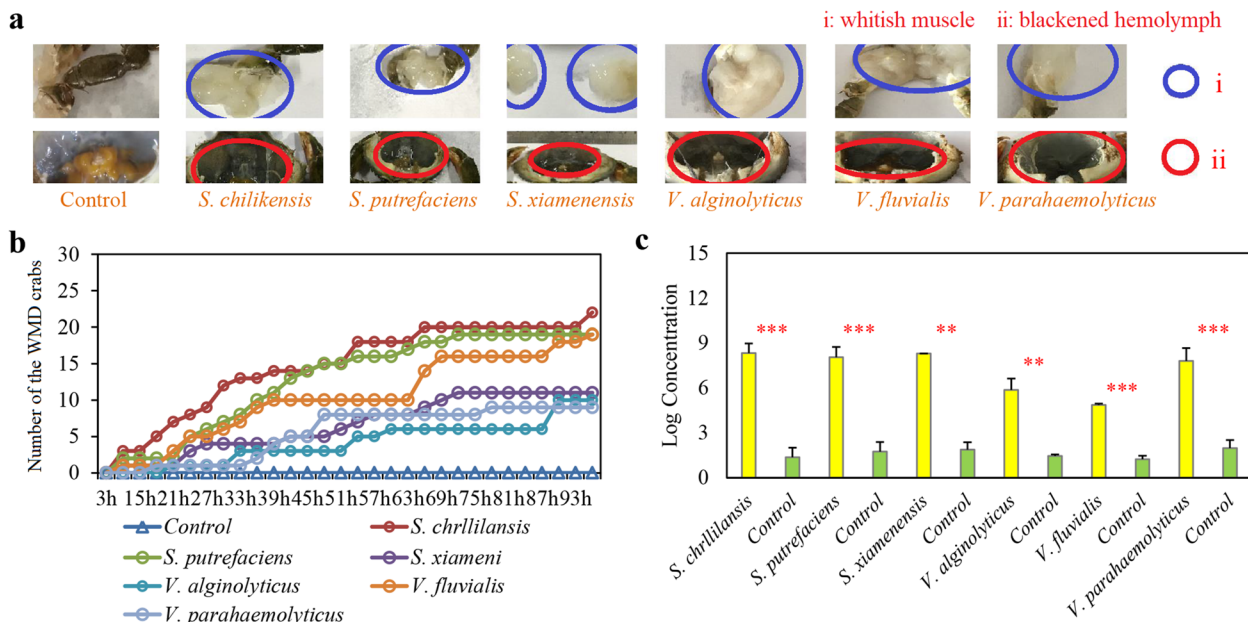 a
i: whitish muscle
ii: blackened hemolymph
i
ii
Control
S. chilikensis
S. putrefaciens
S. xiamenensis
V. alginolyticus
V. fluvialis
V. parahaemolyticus
b
Number of the WMD crabs
30
25
20
15
10
5
0
3h 15h21h27h33h39h45h51h57h63h69h75h81h87h93h
Control
S. chrllilansis
S. putrefaciens
S. xiameni
V. alginolyticus
V. fluvialis
V. parahaemolyticus
c
Log Concentration
15
12
9
6
3
0
*** *** ** ** *** ***
S. chrllilansis
Control
S. putrefaciens
Control
S. xiamenensis
Control
V. alginolyticus
Control
V. fluvialis
Control
V. parahaemolyticus
Control